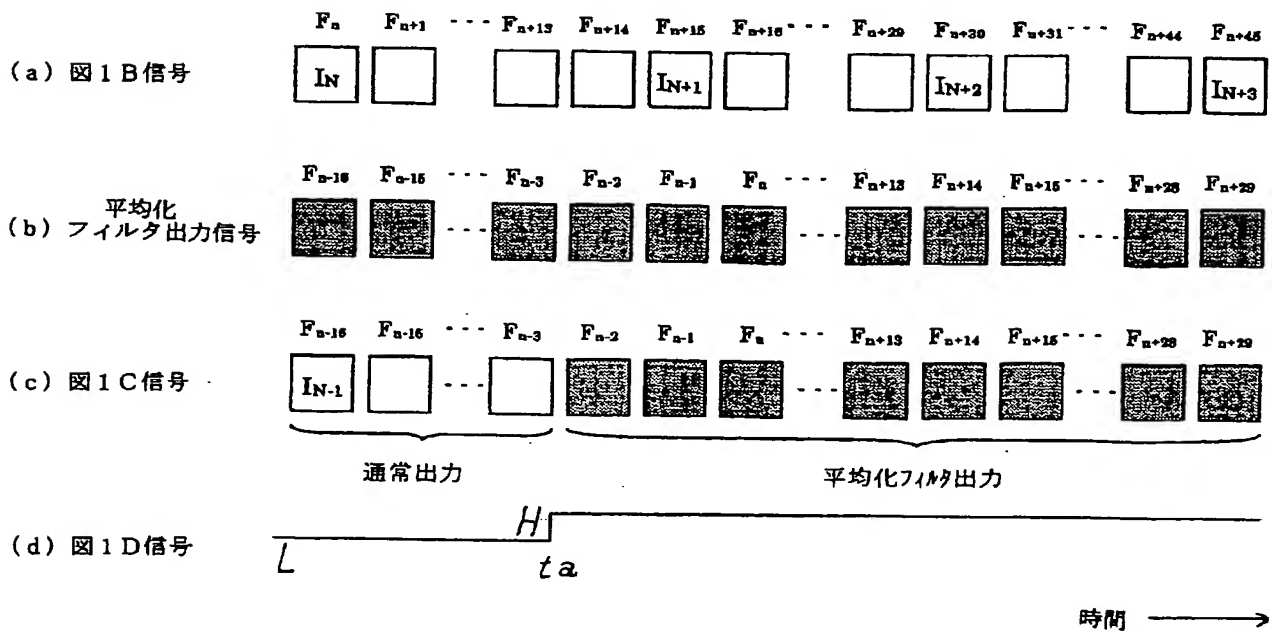 Fn Fn+1 --- Fn+13 Fn+14 Fn+15 Fn+16 --- Fn+29 Fn+30 Fn+31 --- Fn+44 Fn+45
(a) 図1B信号 IN IN+1 IN+2 IN+3
Fn-16 Fn-15 --- Fn-3 Fn-2 Fn-1 Fn --- Fn+13 Fn+14 Fn+15 --- Fn+28 Fn+29
(b) 平均化
フィルタ出力信号
Fn-16 Fn-15 --- Fn-3 Fn-2 Fn-1 Fn --- Fn+13 Fn+14 Fn+15 --- Fn+28 Fn+29
(c) 図1C信号 IN-1
通常出力 平均化フィルタ出力
(d) 図1D信号 L H ta
時間